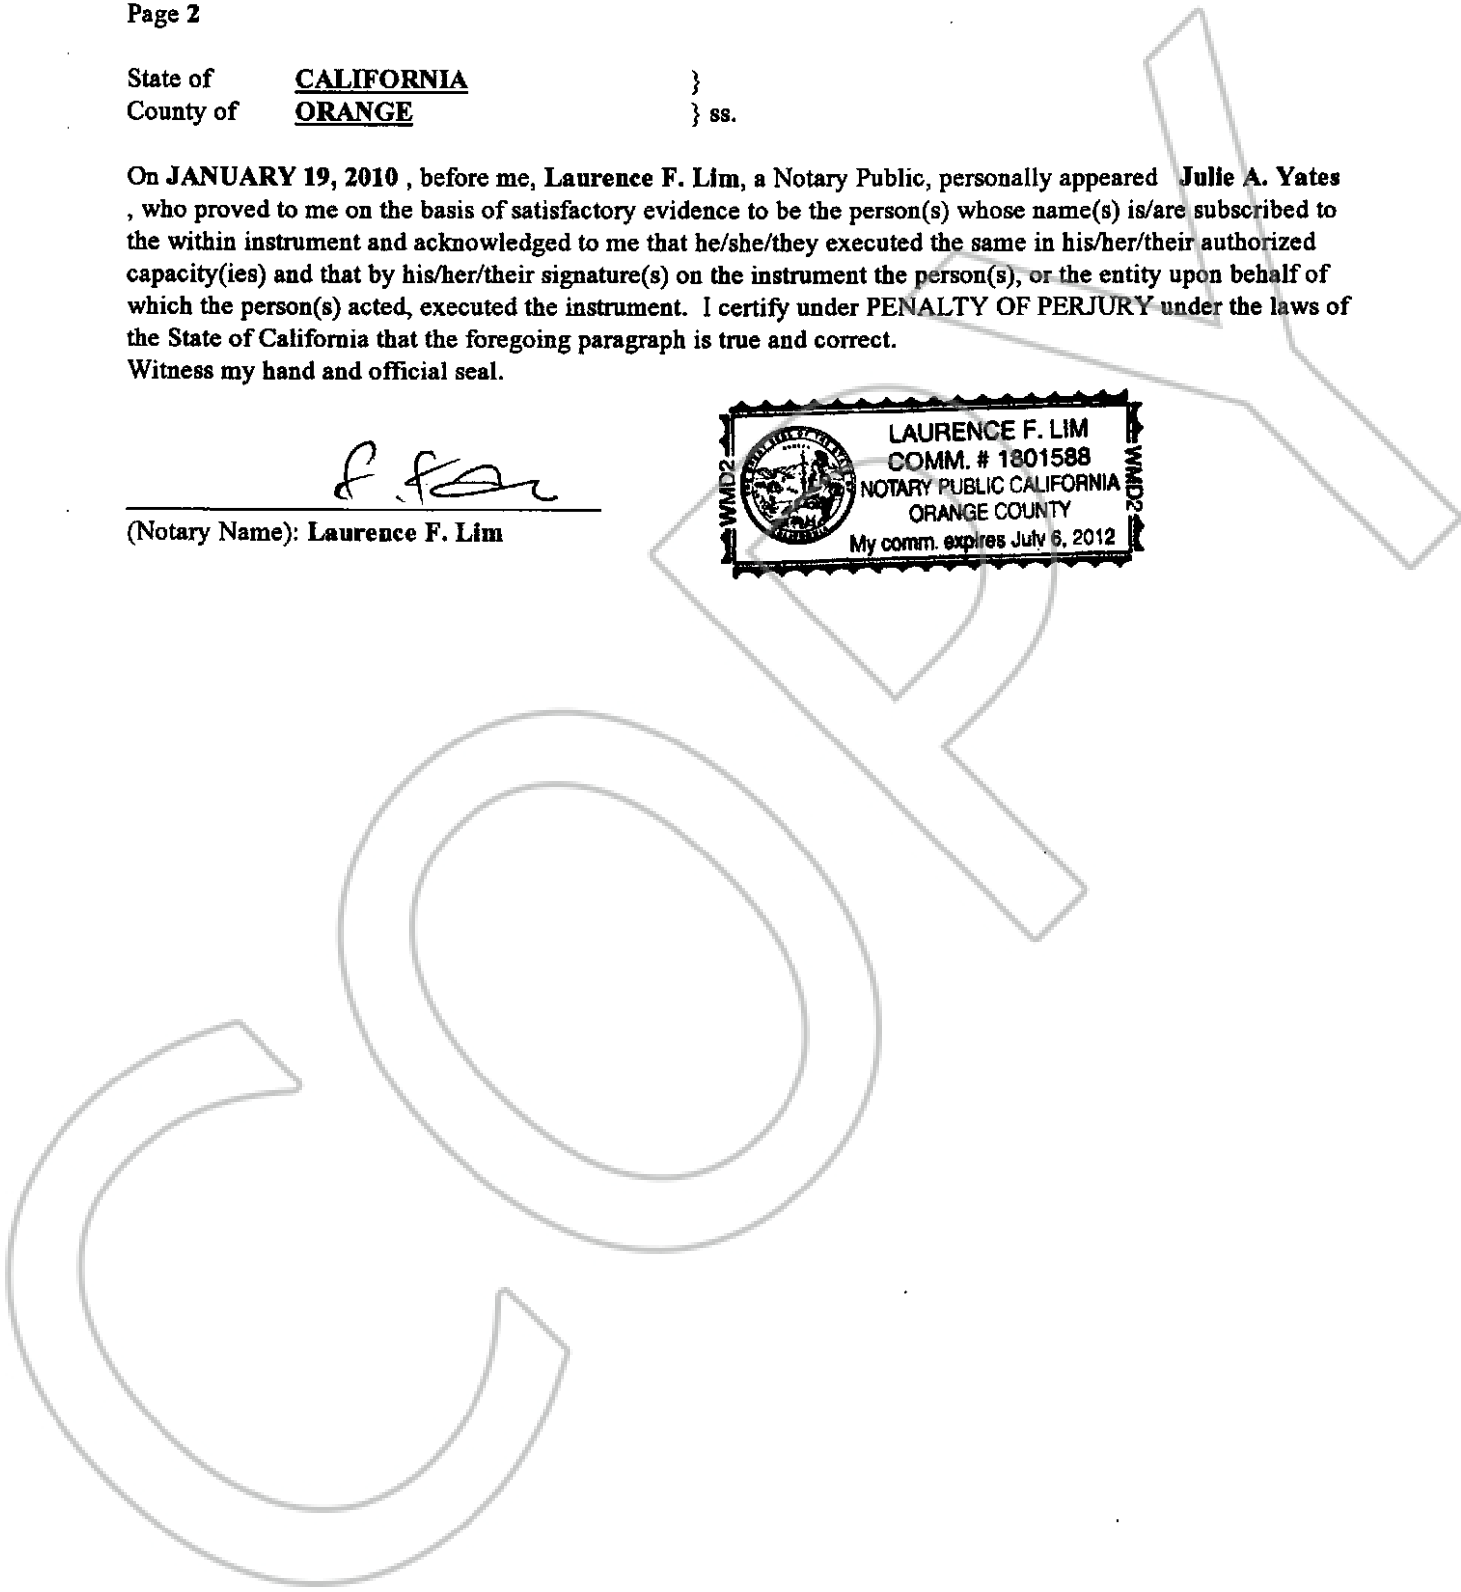 Page 2
State of CALIFORNIA }
County of ORANGE } ss.
On JANUARY 19, 2010 , before me, Laurence F. Lim, a Notary Public, personally appeared Julie A. Yates
, who proved to me on the basis of satisfactory evidence to be the person(s) whose name(s) is/are subscribed to
the within instrument and acknowledged to me that he/she/they executed the same in his/her/their authorized
capacity(ies) and that by his/her/their signature(s) on the instrument the person(s), or the entity upon behalf of
which the person(s) acted, executed the instrument. I certify under PENALTY OF PERJURY under the laws of
the State of California that the foregoing paragraph is true and correct.
Witness my hand and official seal.
(Notary Name): Laurence F. Lim
WMD2
LAURENCE F. LIM
COMM. # 1801588
NOTARY PUBLIC CALIFORNIA
ORANGE COUNTY
My comm. expires July 6, 2012
WMD2
COPY